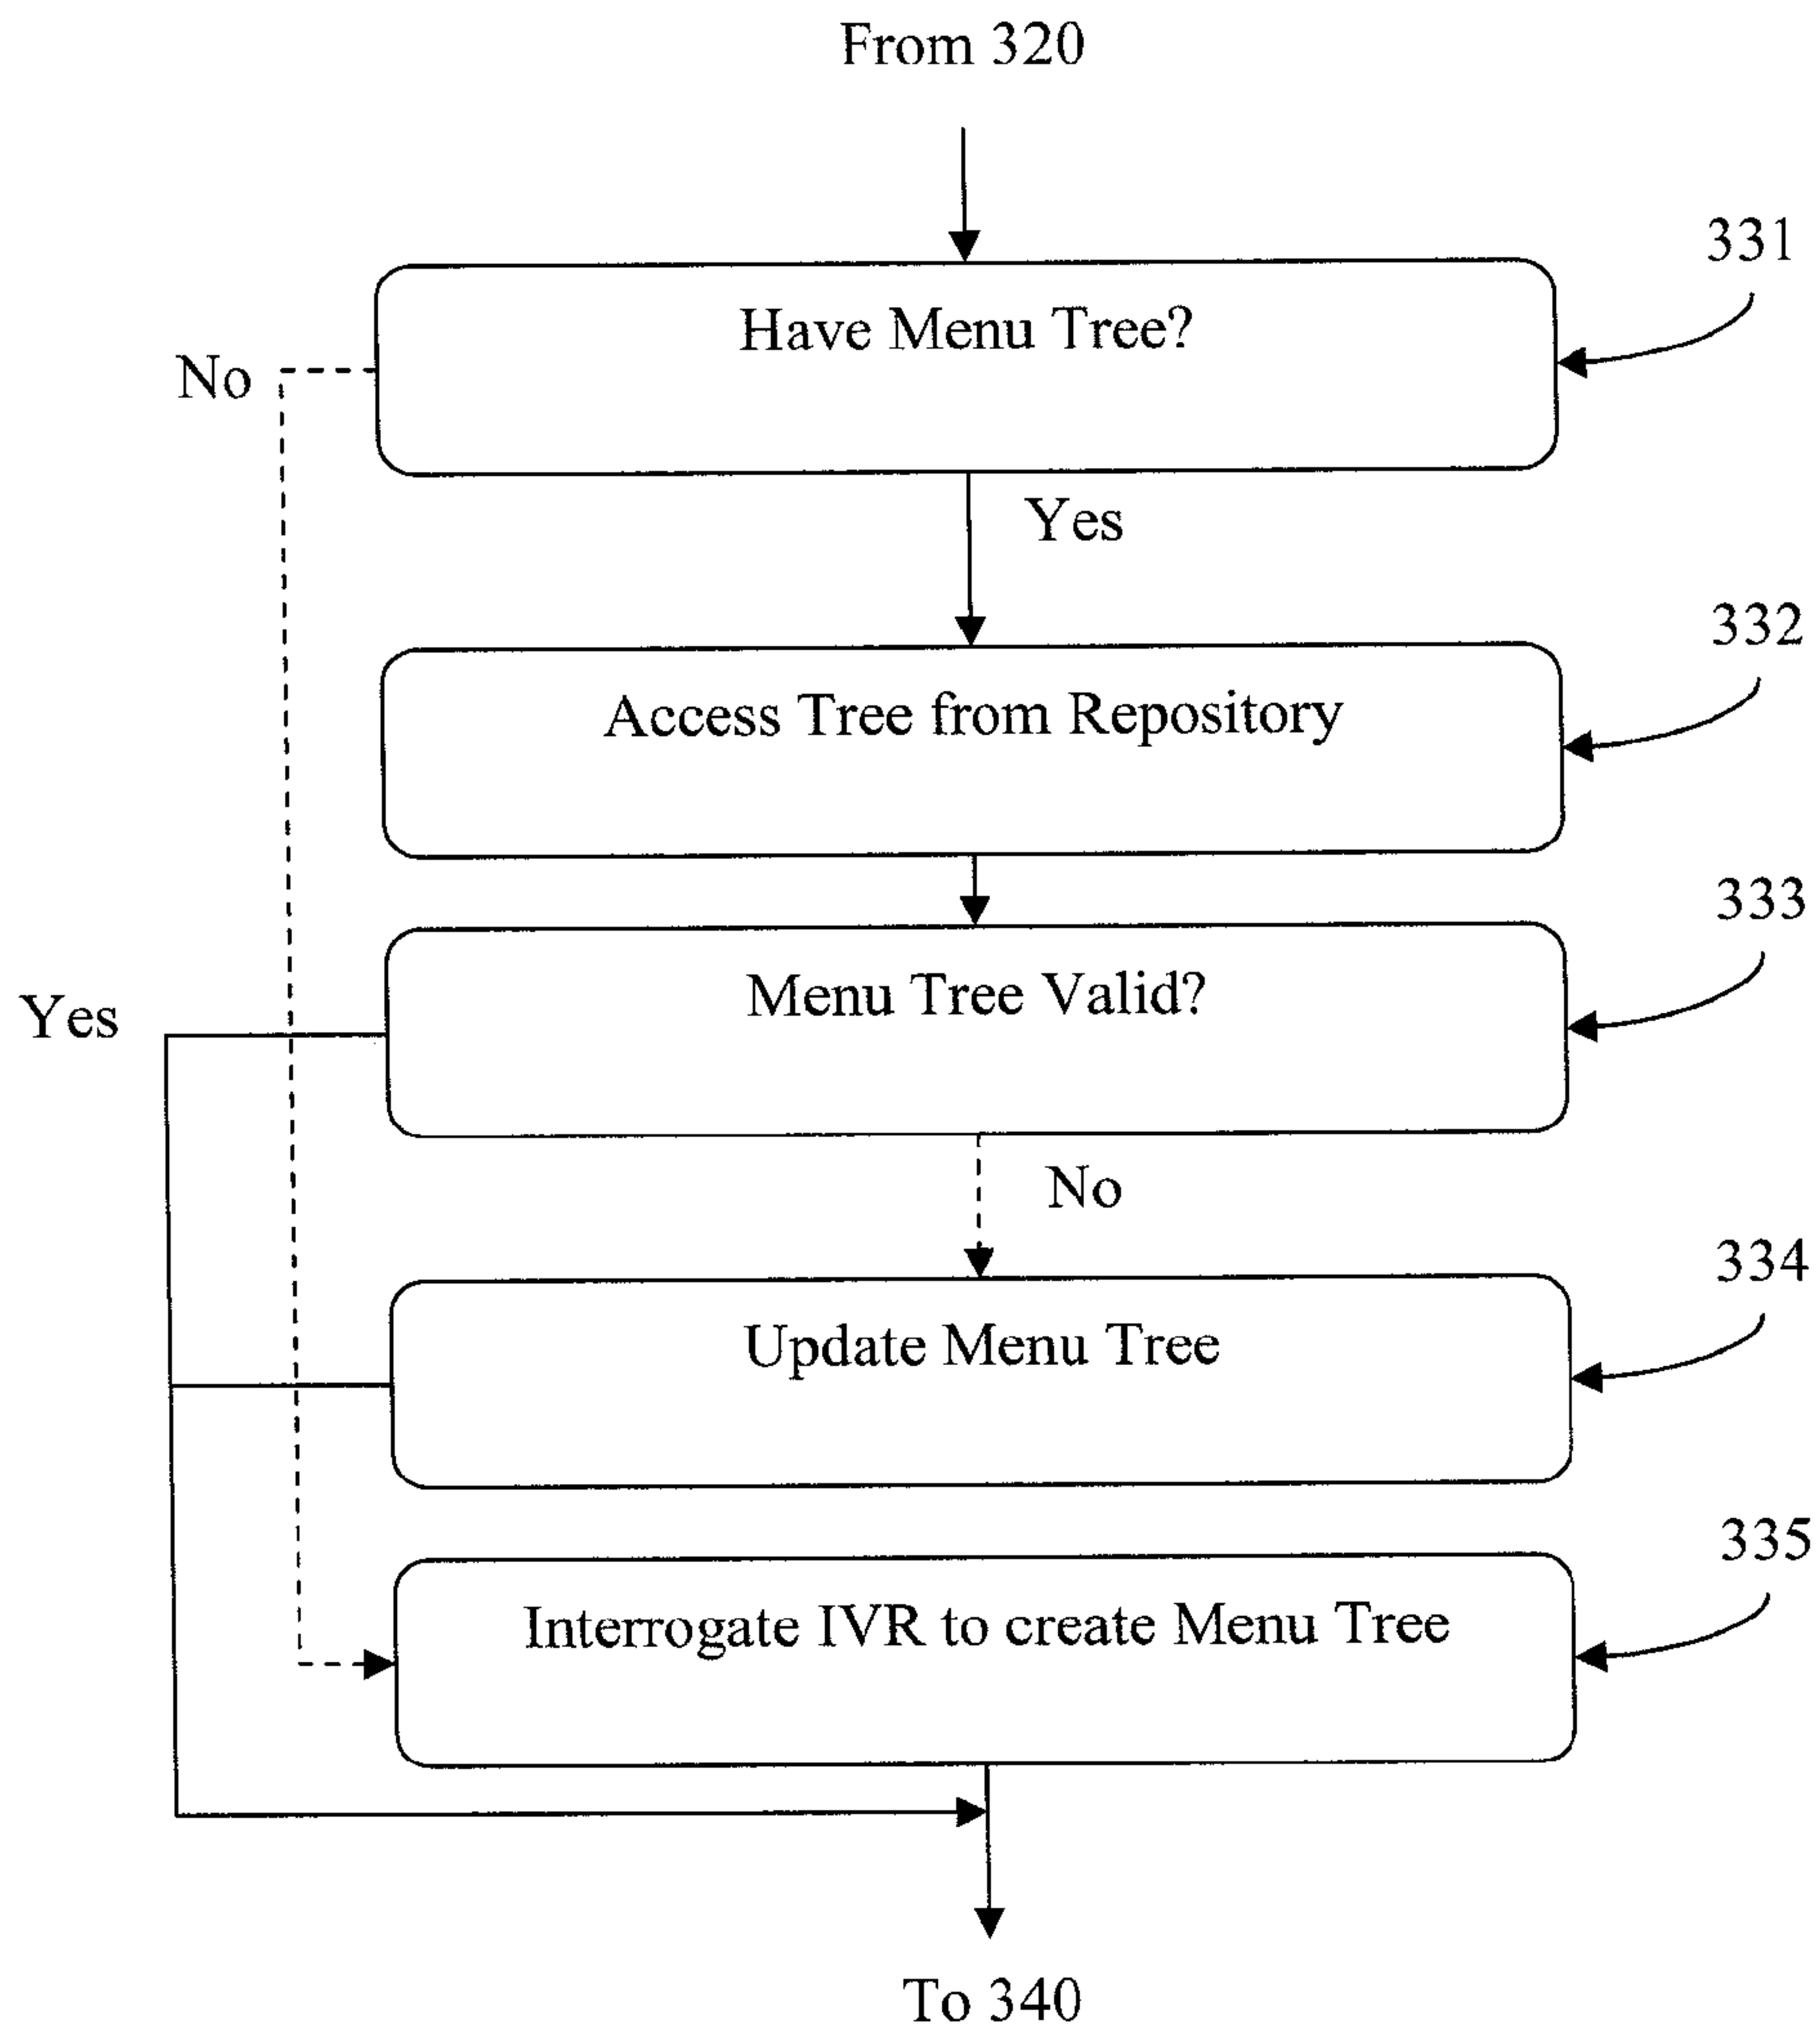 From 320
331
Have Menu Tree?
No
Yes
332
Access Tree from Repository
333
Menu Tree Valid?
Yes
No
334
Update Menu Tree
335
Interrogate IVR to create Menu Tree
To 340